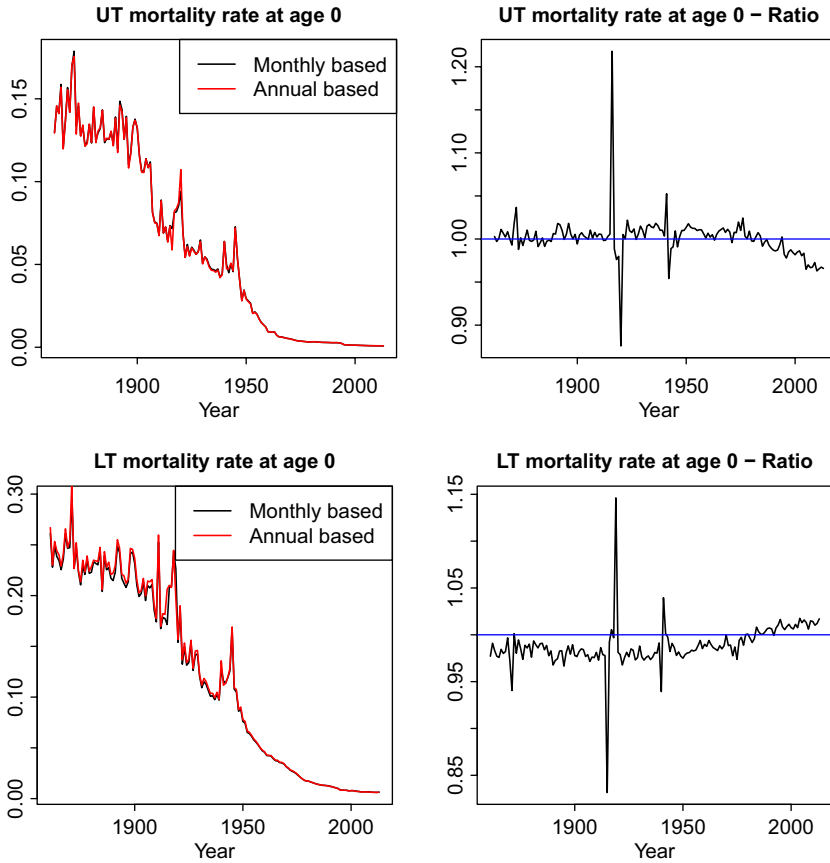 UT mortality rate at age 0
Monthly based
Annual based
0.15
0.10
0.05
0.00
1900 1950 2000
Year
UT mortality rate at age 0 − Ratio
1.20
1.10
1.00
0.90
1900 1950 2000
Year
LT mortality rate at age 0
Monthly based
Annual based
0.30
0.20
0.10
0.00
1900 1950 2000
Year
LT mortality rate at age 0 − Ratio
1.15
1.05
0.95
0.85
1900 1950 2000
Year